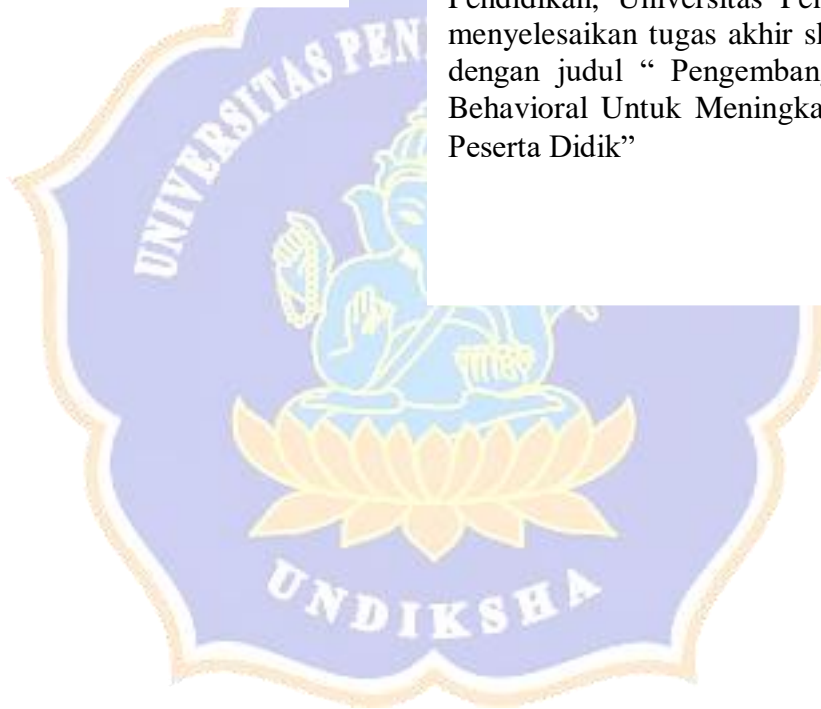 Pendidikan, Universitas
menyelesaikan tugas akhir
dengan judul “
Behavioral Untuk
Peserta Didik”
UNIVERSITAS
UNDIKSHA